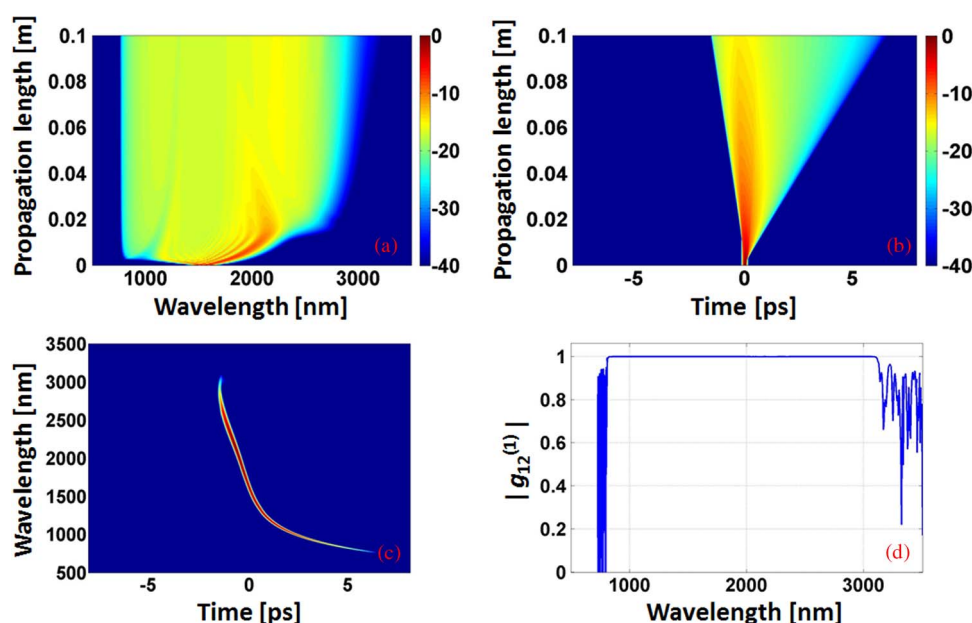 Propagation length [m]
0.1
0.08
0.06
0.04
0.02
0
1000 2000 3000
Wavelength [nm]
(a)
0
-10
-20
-30
-40
Propagation length [m]
0.1
0.08
0.06
0.04
0.02
0
-5 0 5
Time [ps]
(b)
0
-10
-20
-30
-40
Wavelength [nm]
3500
3000
2500
2000
1500
1000
500
-5 0 5
Time [ps]
(c)
| g12(1) |
1
0.8
0.6
0.4
0.2
0
1000 2000 3000
Wavelength [nm]
(d)